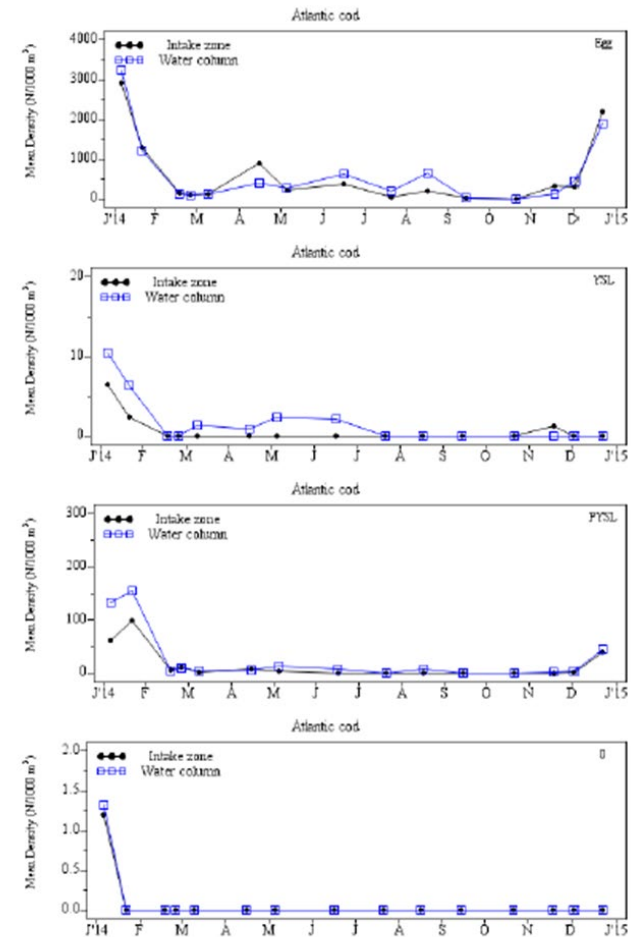 Atlantic cod
4000
3000
2000
1000
0
Mean Density (N/1000 m³)
Intake zone
Water column
Egg
J'14 F M A M J J A S O N D J'15
Atlantic cod
20
10
0
Mean Density (N/1000 m³)
Intake zone
Water column
YSL
J'14 F M A M J J A S O N D J'15
Atlantic cod
300
200
100
0
Mean Density (N/1000 m³)
Intake zone
Water column
PYSL
J'14 F M A M J J A S O N D J'15
Atlantic cod
2.0
1.5
1.0
0.5
0.0
Mean Density (N/1000 m³)
Intake zone
Water column
0
J'14 F M A M J J A S O N D J'15